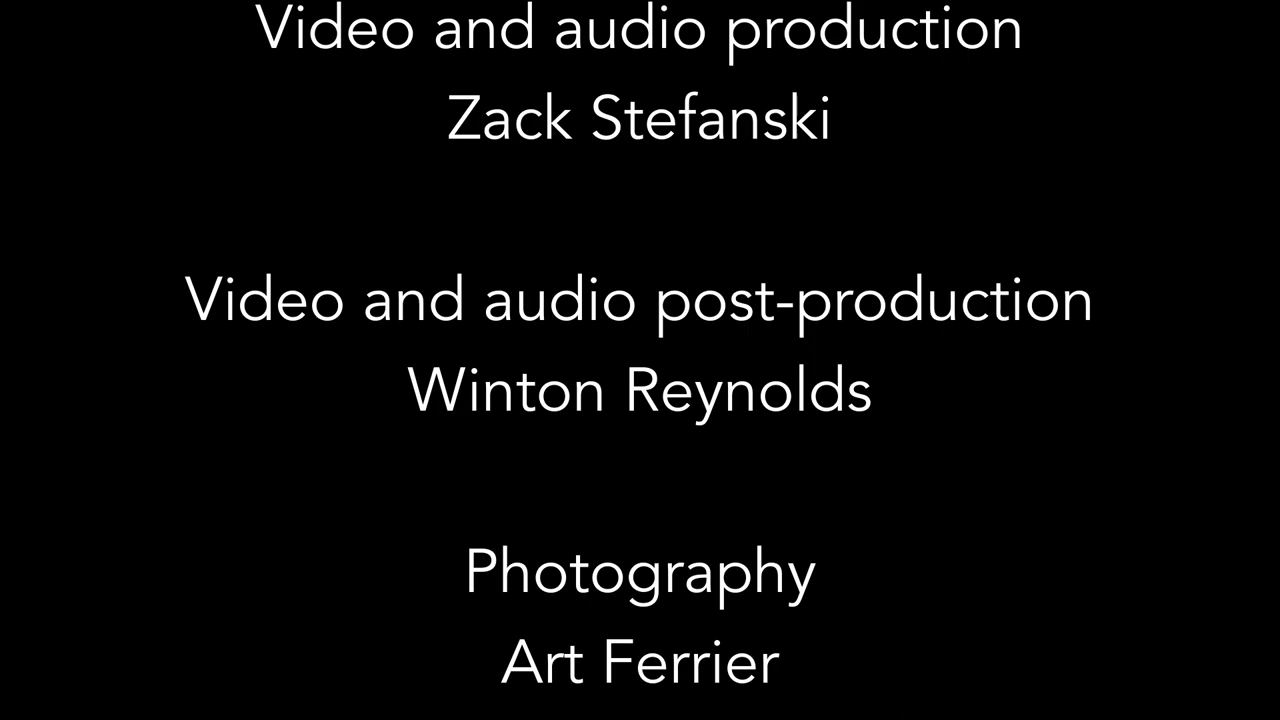 Video and audio production
Zack Stefanski
Video and audio post-production
Winton Reynolds
Photography
Art Ferrier